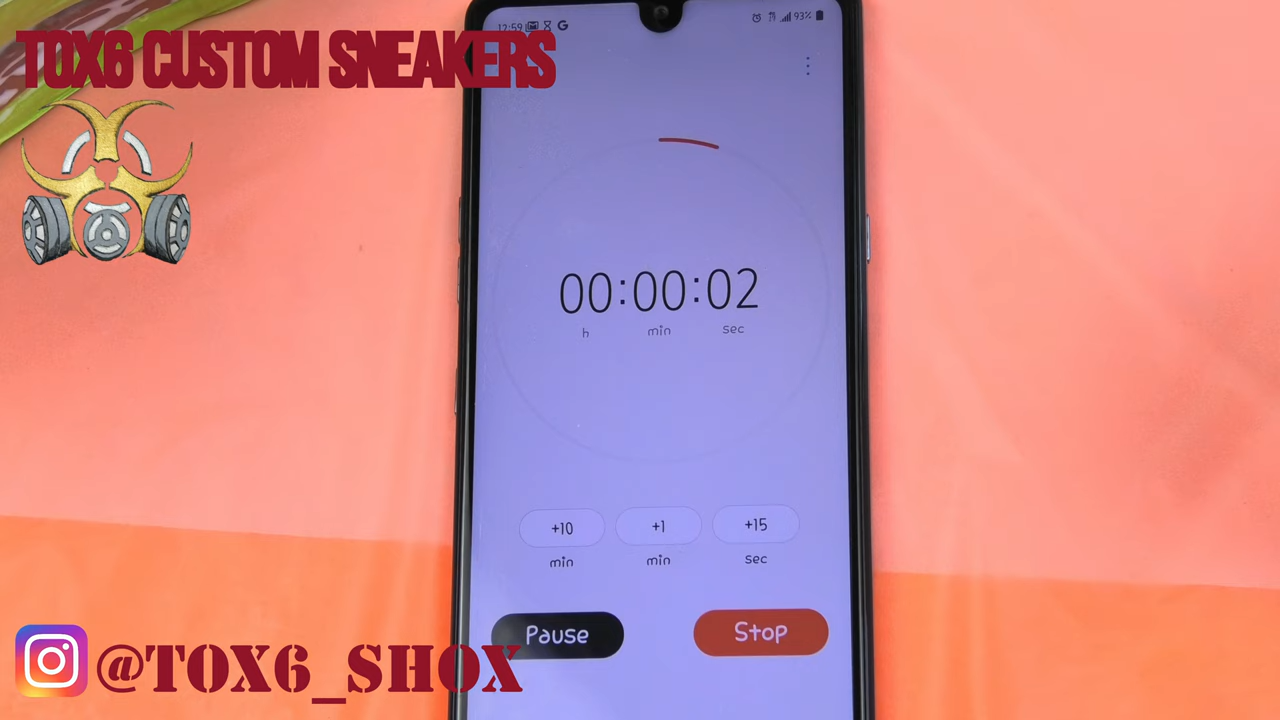 12:59 G 93%
TOX6 CUSTOM SNEAKERS
00:00:02
h min sec
+10 +1 +15
min min sec
Pause Stop
@TOX6_SHOX